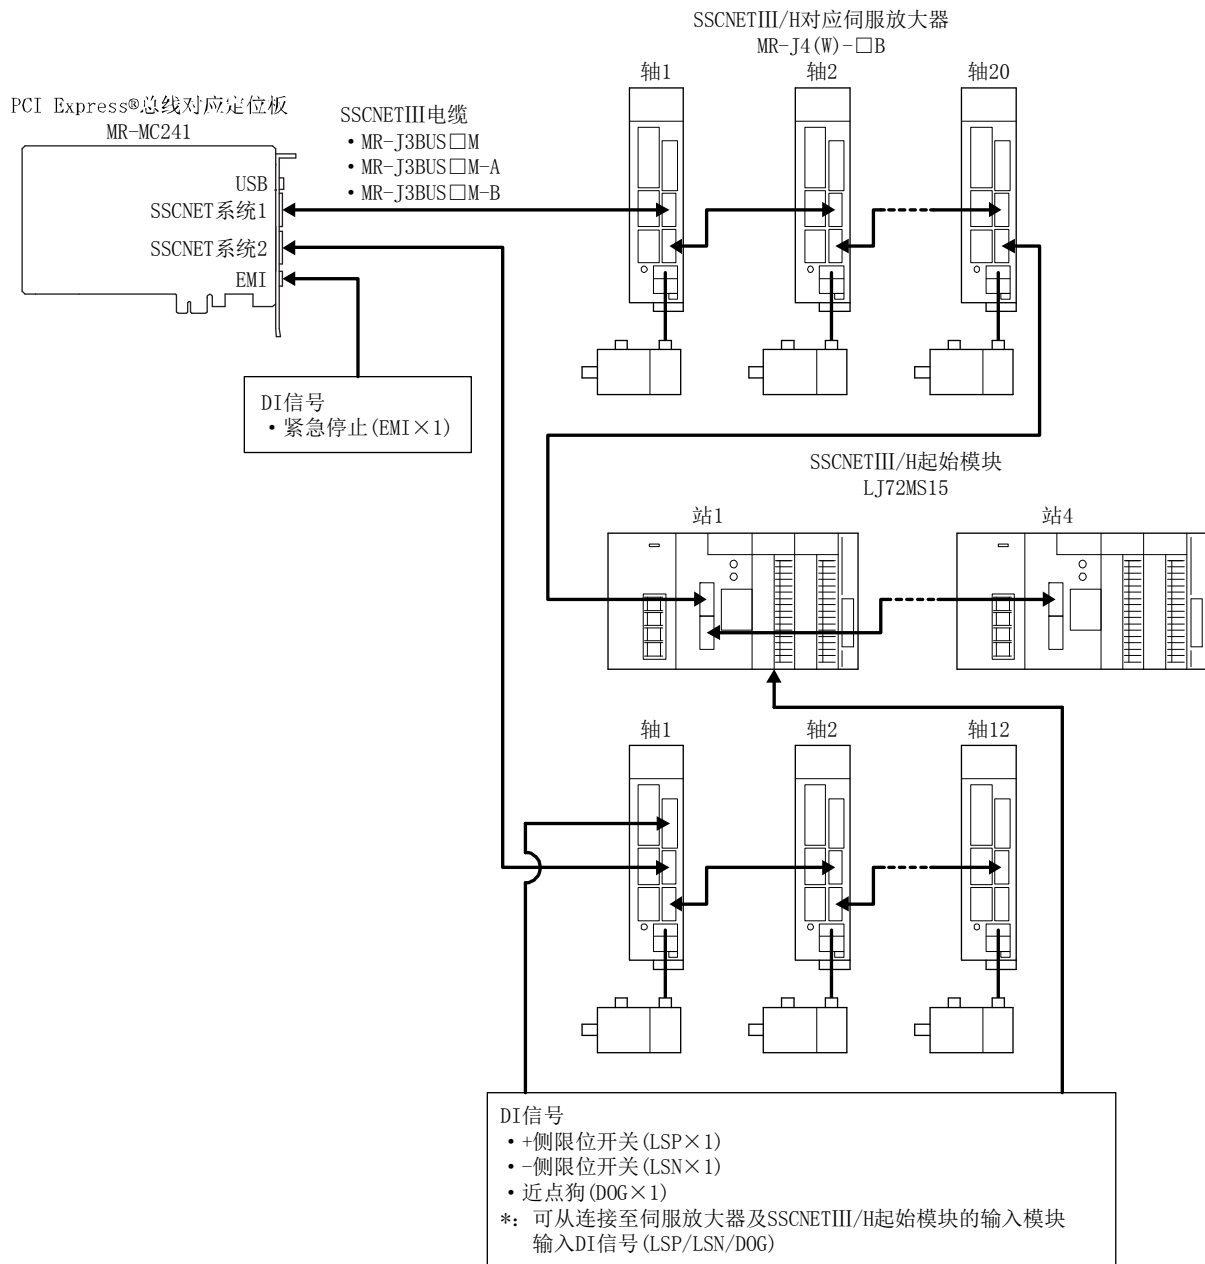 SSCNETⅢ/H对应伺服放大器
MR-J4(W)-□B
轴1
轴2
轴20
PCI Express®总线对应定位板
MR-MC241
SSCNETⅢ电缆
・MR-J3BUS□M
・MR-J3BUS□M-A
・MR-J3BUS□M-B
USB
SSCNET系统1
SSCNET系统2
EMI
DI信号
・紧急停止(EMI×1)
SSCNETⅢ/H起始模块
LJ72MS15
站1
站4
轴1
轴2
轴12
DI信号
・+侧限位开关(LSP×1)
・-侧限位开关(LSN×1)
・近点狗(DOG×1)
*: 可从连接至伺服放大器及SSCNETⅢ/H起始模块的输入模块
输入DI信号(LSP/LSN/DOG)